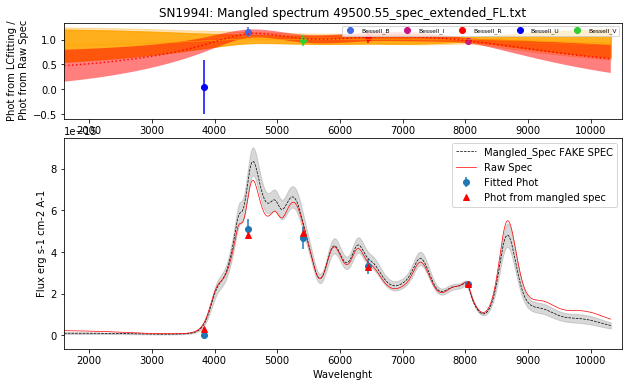 SN1994I: Mangled spectrum 49500.55_spec_extended_FL.txt
Phot from LCfitting /
Phot from Raw Spec
1.0
0.5
0.0
−0.5
Bessell_B
Bessell_I
Bessell_R
Bessell_U
Bessell_V
2000 3000 4000 5000 6000 7000 8000 9000 10000
Flux erg s-1 cm-2 A-1
8
6
4
2
0
Mangled_Spec FAKE SPEC
Raw Spec
Fitted Phot
Phot from mangled spec
2000 3000 4000 5000 6000 7000 8000 9000 10000
Wavelenght